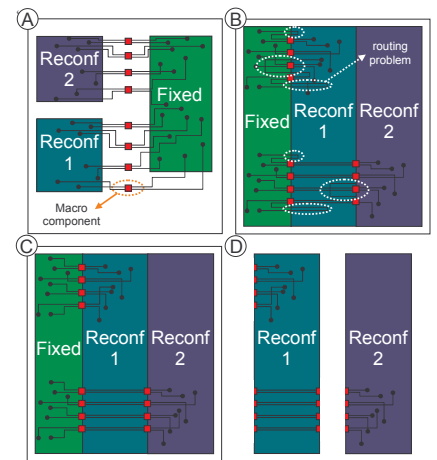 A
Reconf
2
Fixed
Reconf
1
Macro
component
B
routing
problem
Fixed
Reconf
1
Reconf
2
C
Fixed
Reconf
1
Reconf
2
D
Reconf
1
Reconf
2